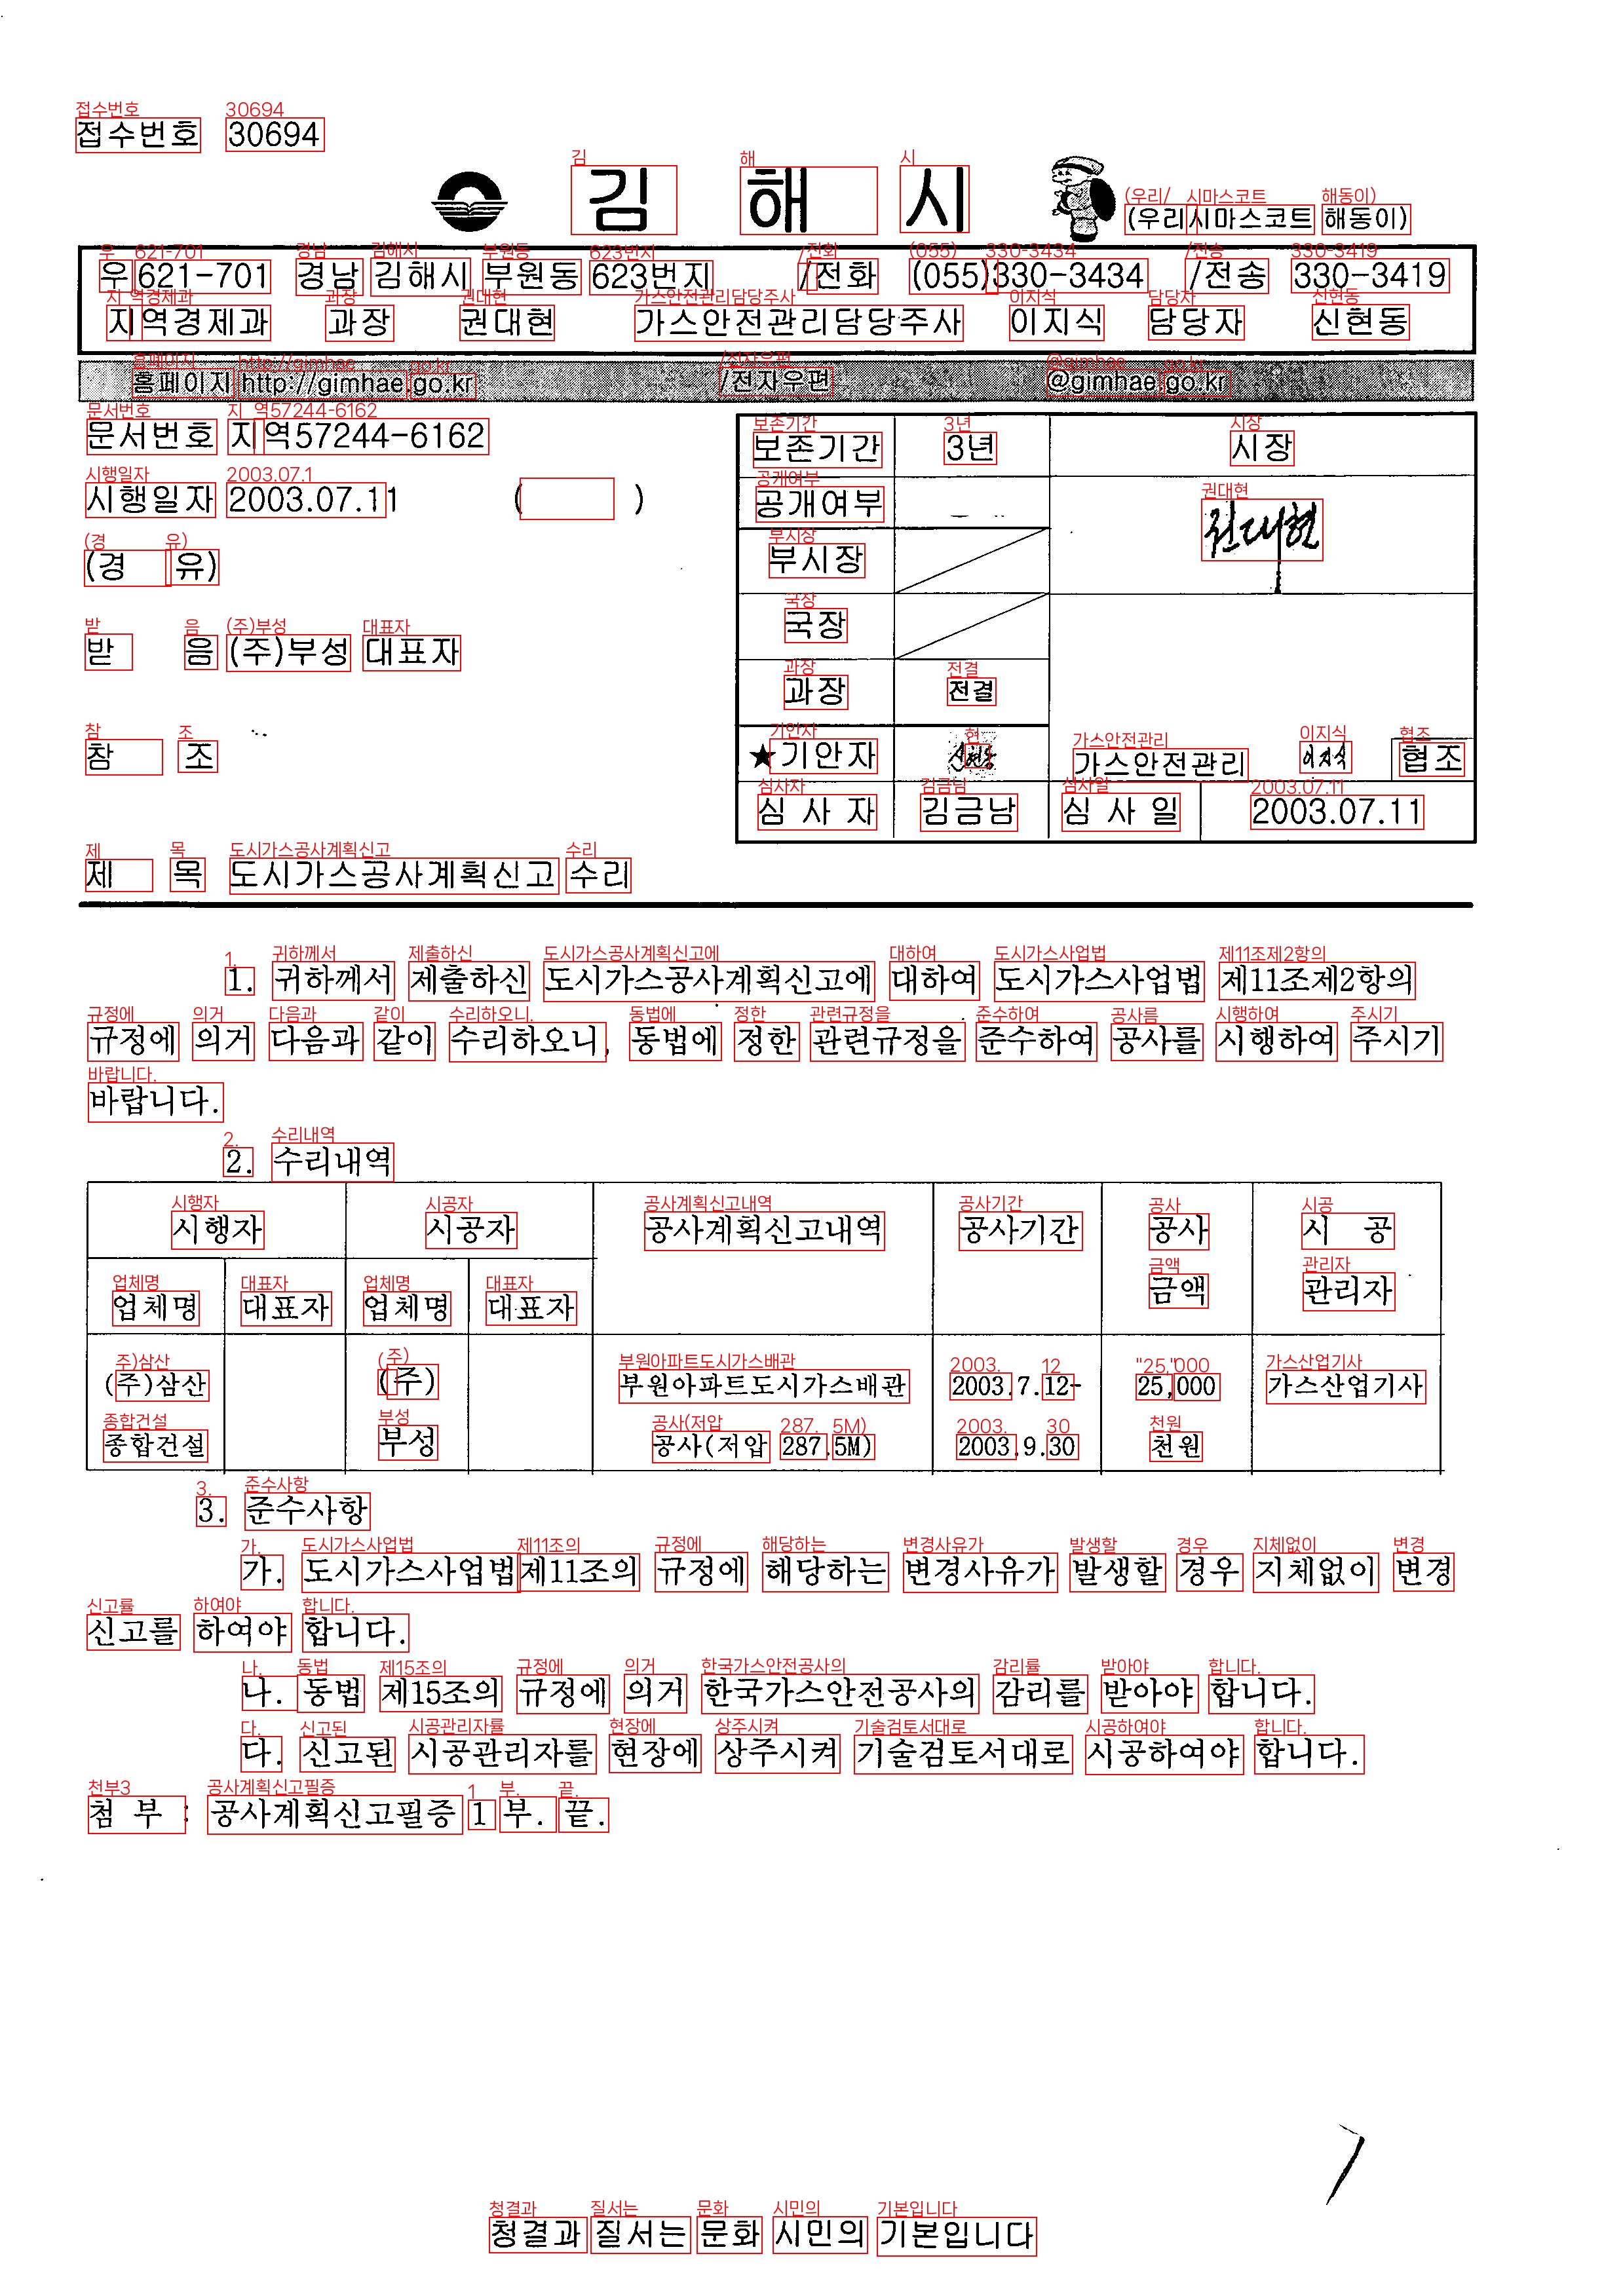 접수번호 30694
김 해 시 (우리시마스코트 해동이)
우621-701 경남 김해시 부원동 623번지 /전화 (055)330-3434 /전송 330-3419
지역경제과 과장 권대현 가스안전관리담당주사 이지식 담당자 신현동
홈페이지 http://gimhae.go.kr /전자우편 @gimhae.go.kr
문서번호 지역57244-6162
시행일자 2003.07.11 ( )
(경 유)
받 음 (주)부성 대표자
참 조
보존기간 3년 시장
공개여부 권대현
부시장
국장
과장 전결
★기안자 가스안전관리 이지식 협조
심 사 자 김금남 심 사 일 2003.07.11
제 목 도시가스공사계획신고 수리
1. 귀하께서 제출하신 도시가스공사계획신고에 대하여 도시가스사업법 제11조제2항의
규정에 의거 다음과 같이 수리하오니, 동법에 정한 관련규정을 준수하여 공사를 시행하여 주시기
바랍니다.
2. 수리내역
시행자 시공자 공사계획신고내역 공사기간 공사 시 공
금액 관리자
업체명 대표자 업체명 대표자
(주)삼산 (주) 부원아파트도시가스배관 2003.7.12- 25,000 가스산업기사
종합건설 부성 공사(저압 287.5M) 2003.9.30 천원
3. 준수사항
가. 도시가스사업법제11조의 규정에 해당하는 변경사유가 발생할 경우 지체없이 변경
신고를 하여야 합니다.
나. 동법 제15조의 규정에 의거 한국가스안전공사의 감리를 받아야 합니다.
다. 신고된 시공관리자를 현장에 상주시켜 기술검토서대로 시공하여야 합니다.
첨 부 : 공사계획신고필증 1 부. 끝.
청결과 질서는 문화 시민의 기본입니다